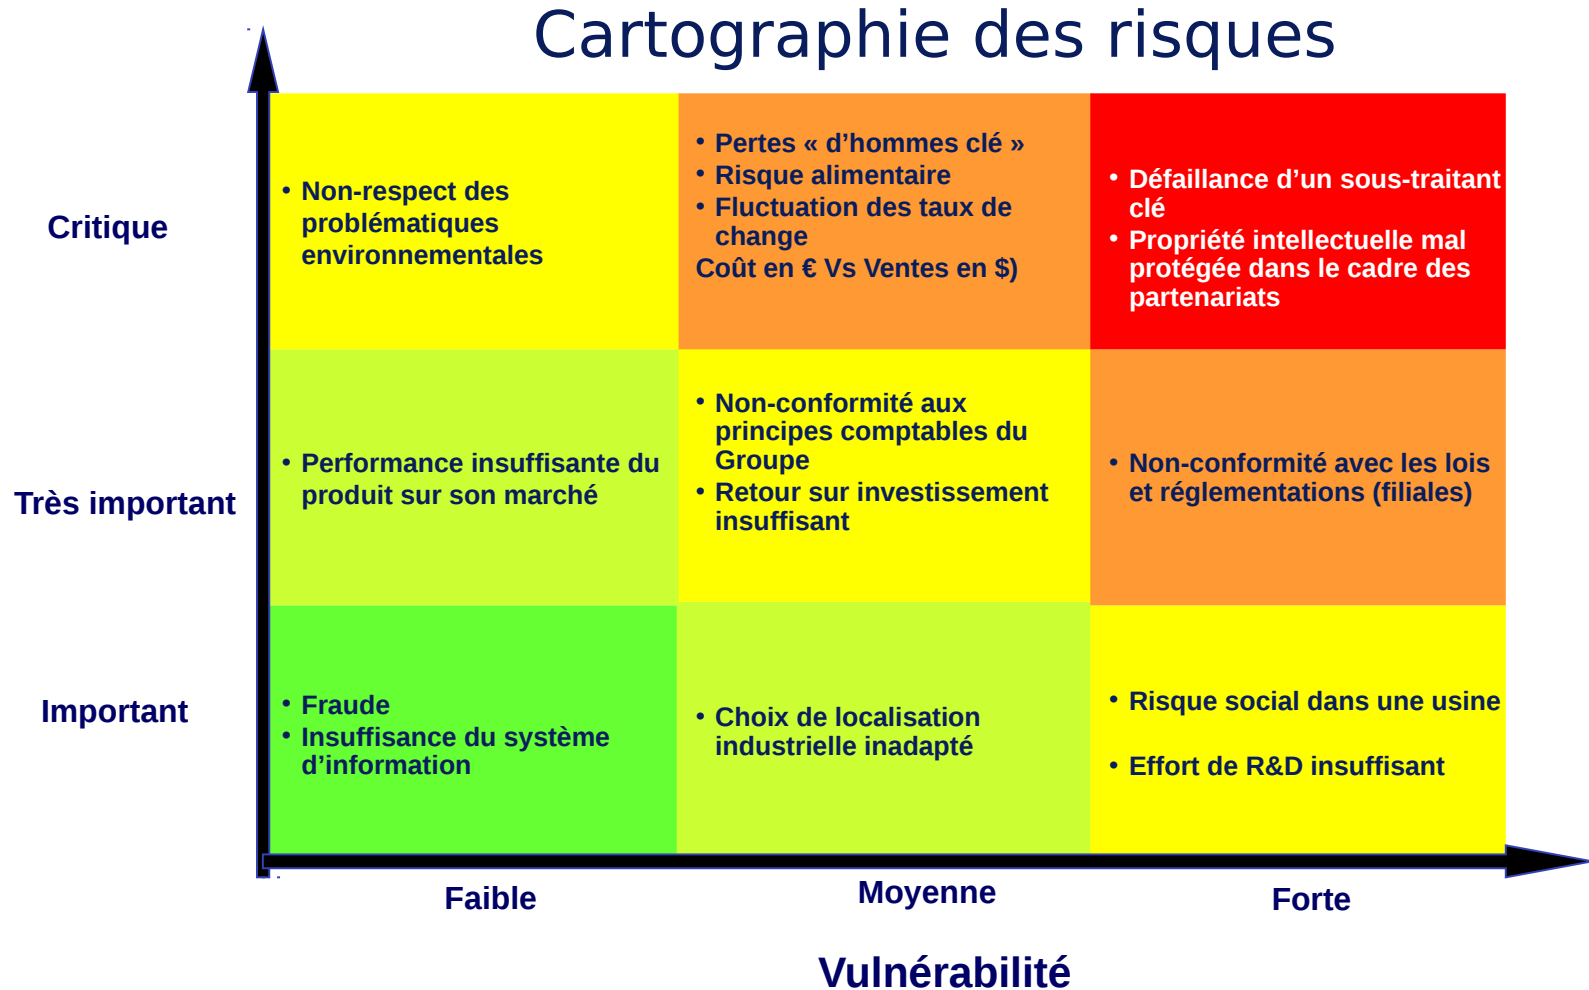 Cartographie des risques
Critique
• Non-respect des
problématiques
environnementales
• Pertes « d’hommes clé »
• Risque alimentaire
• Fluctuation des taux de
change
Coût en € Vs Ventes en $)
• Défaillance d’un sous-traitant
clé
• Propriété intellectuelle mal
protégée dans le cadre des
partenariats
Très important
• Performance insuffisante du
produit sur son marché
• Non-conformité aux
principes comptables du
Groupe
• Retour sur investissement
insuffisant
• Non-conformité avec les lois
et réglementations (filiales)
Important
• Fraude
• Insuffisance du système
d’information
• Choix de localisation
industrielle inadapté
• Risque social dans une usine
• Effort de R&D insuffisant
Faible
Moyenne
Forte
Vulnérabilité